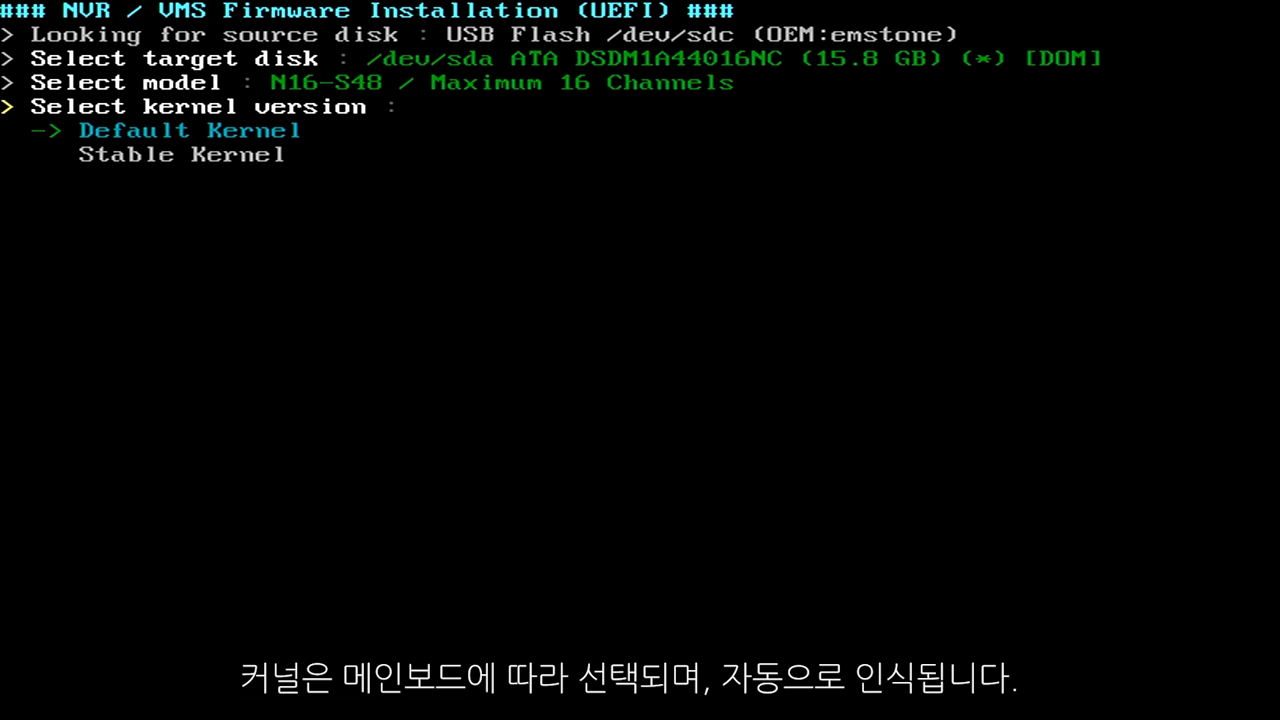 ### NVR / VMS Firmware Installation (UEFI) ###
> Looking for source disk : USB Flash /dev/sdc (OEM:emstone)
> Select target disk : /dev/sda ATA DSDM1A44016NC (15.8 GB) (*) [DOM]
> Select model : N16-S48 / Maximum 16 Channels
> Select kernel version :
-> Default Kernel
Stable Kernel
커널은 메인보드에 따라 선택되며, 자동으로 인식됩니다.